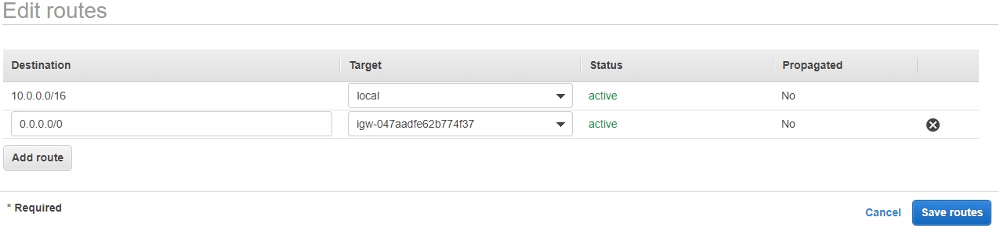 Edit routes
Destination Target Status Propagated
10.0.0.0/16 local active No
0.0.0.0/0 igw-047aadfe62b774f37 active No
Add route
* Required
Cancel Save routes